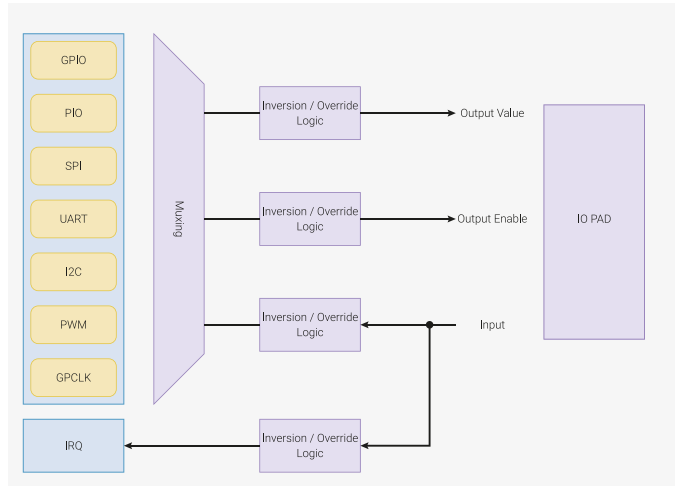 GPIO
PIO
SPI
UART
I2C
PWM
GPCLK
IRQ
Muxing
Inversion / Override
Logic
Output Value
Inversion / Override
Logic
Output Enable
Inversion / Override
Logic
Input
Inversion / Override
Logic
IO PAD